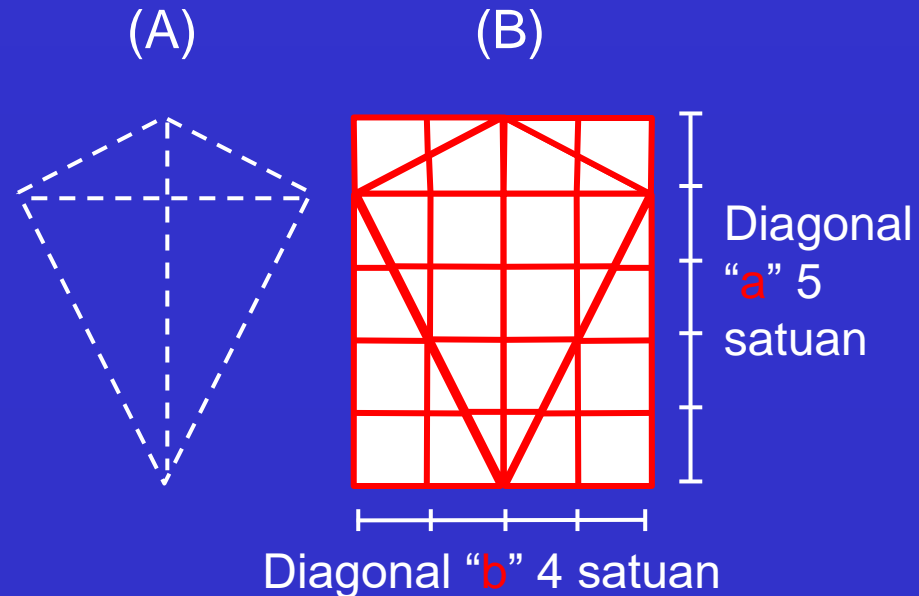 (A)
(B)
Diagonal
“a” 5
satuan
Diagonal “b” 4 satuan